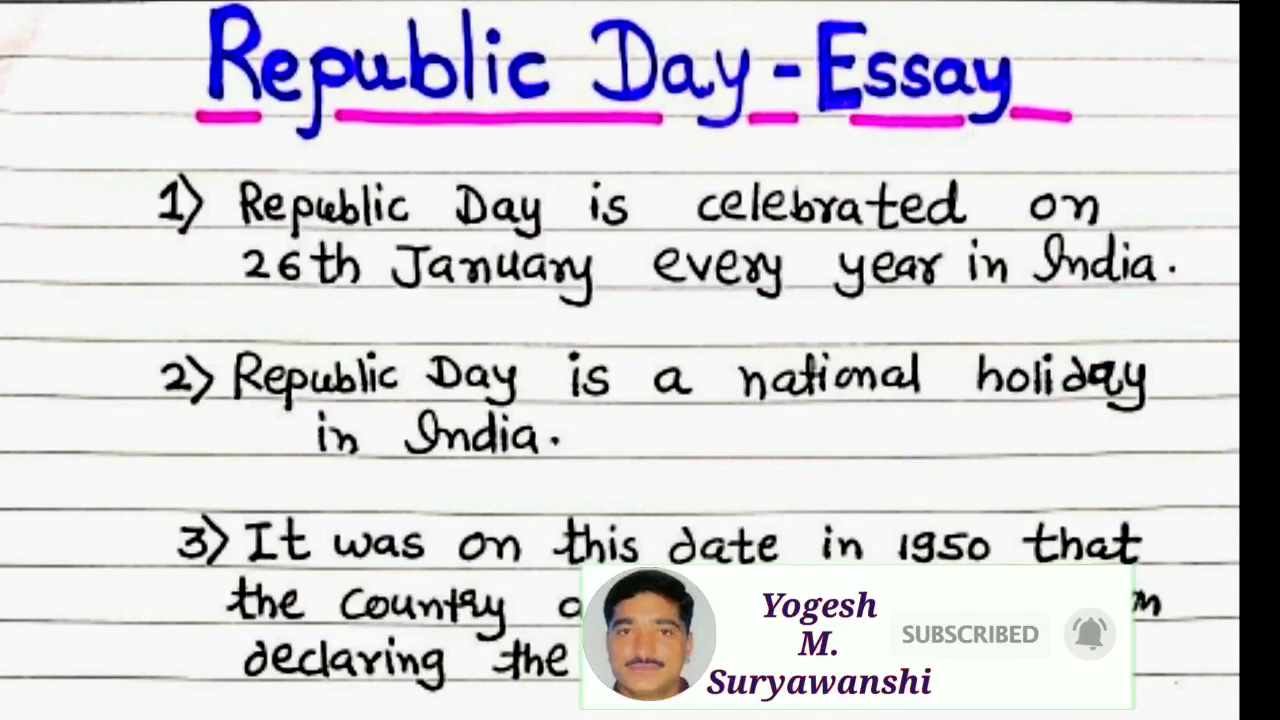 Republic Day - Essay
1) Republic Day is celebrated on
26th January every year in India.
2) Republic Day is a national holiday
in India.
3) It was on this date in 1950 that
the country
declaring the
Yogesh
M.
Suryawanshi
SUBSCRIBED